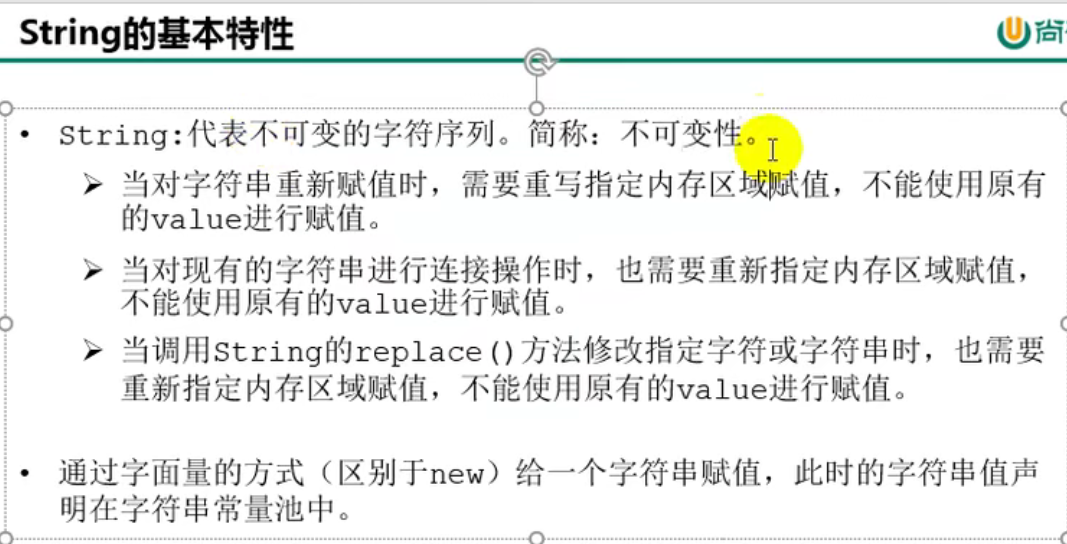 String的基本特性
尚
• String:代表不可变的字符序列。简称：不可变性。
➢ 当对字符串重新赋值时，需要重写指定内存区域赋值，不能使用原有
的value进行赋值。
➢ 当对现有的字符串进行连接操作时，也需要重新指定内存区域赋值，
不能使用原有的value进行赋值。
➢ 当调用String的replace()方法修改指定字符或字符串时，也需要
重新指定内存区域赋值，不能使用原有的value进行赋值。
• 通过字面量的方式（区别于new）给一个字符串赋值，此时的字符串值声
明在字符串常量池中。